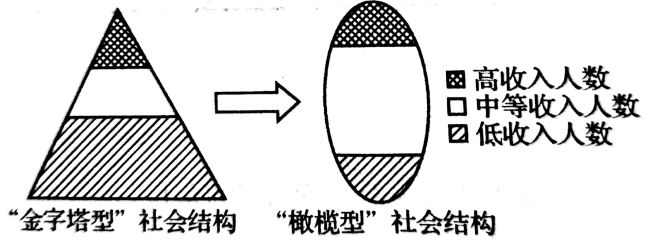 高收入人数
中等收入人数
低收入人数
“金字塔型”社会结构
“橄榄型”社会结构